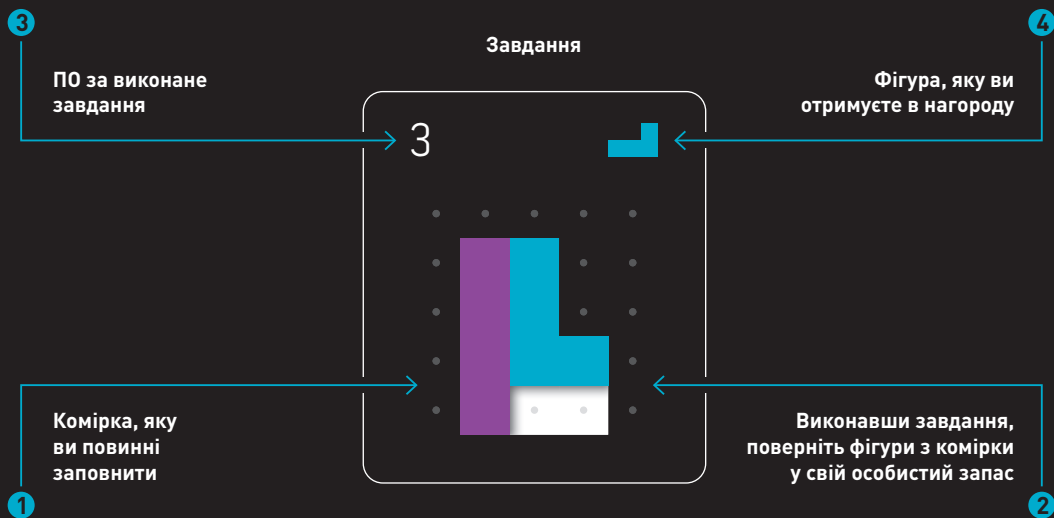 3
4
Завдання
ПО за виконане
завдання
Фігура, яку ви
отримуєте в нагороду
3
Комірка, яку
ви повинні
заповнити
Виконавши завдання,
поверніть фігури з комірки
у свій особистий запас
1
2